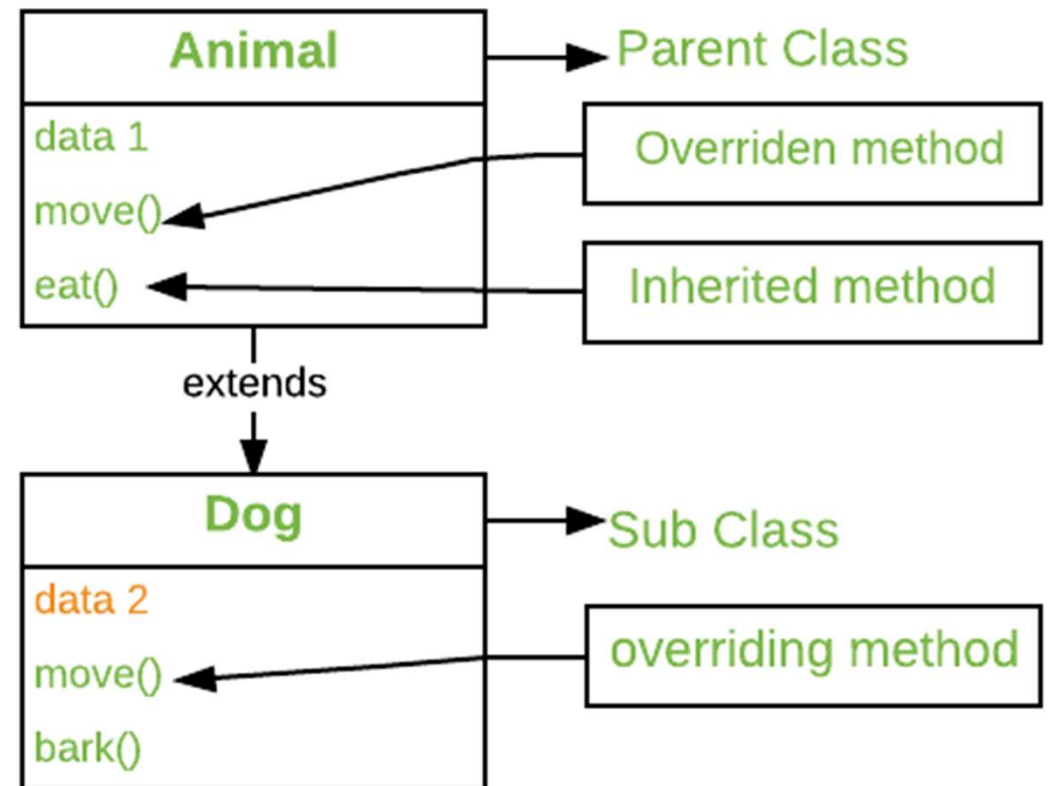 Animal
Parent Class
data 1
Overriden method
move()
eat()
Inherited method
extends
Dog
Sub Class
data 2
overriding method
move()
bark()